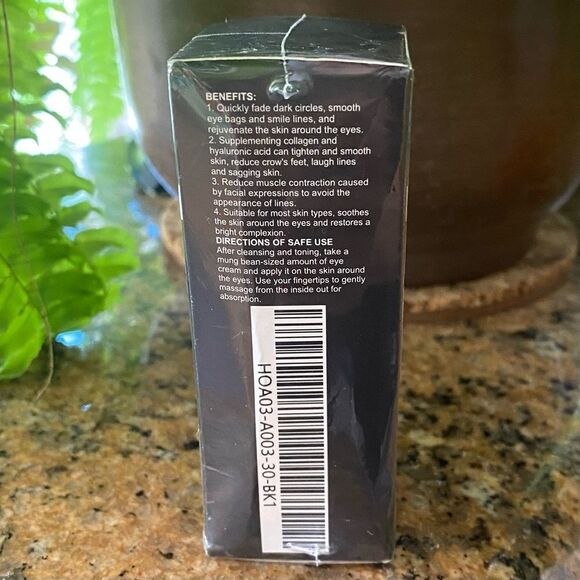 BENEFITS:
1. Quickly fade dark circles, smooth
eye bags and smile lines, and
rejuvenate the skin around the eyes.
2. Supplementing collagen and
hyaluronic acid can tighten and smooth
skin, reduce crow's feet, laugh lines
and sagging skin.
3. Reduce muscle contraction caused
by facial expressions to avoid the
appearance of lines.
4. Suitable for most skin types, soothes
the skin around the eyes and restores a
bright complexion.
DIRECTIONS OF SAFE USE
After cleansing and toning, take a
mung bean-sized amount of eye
cream and apply it on the skin around
the eyes. Use your fingertips to gently
massage from the inside out for
absorption.
HOA03-A003-30-BK1